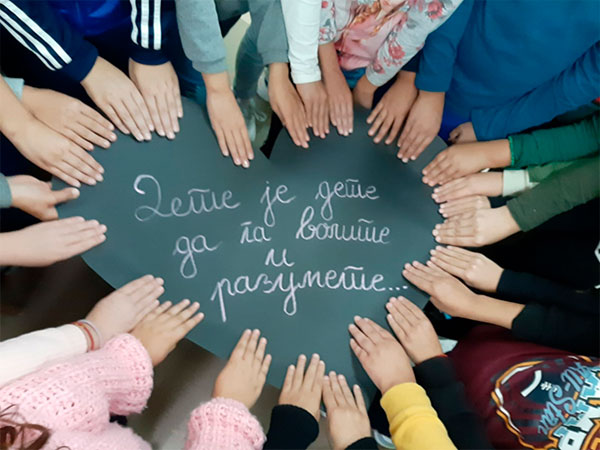 Дете је дете
да га волите
и
разумете...